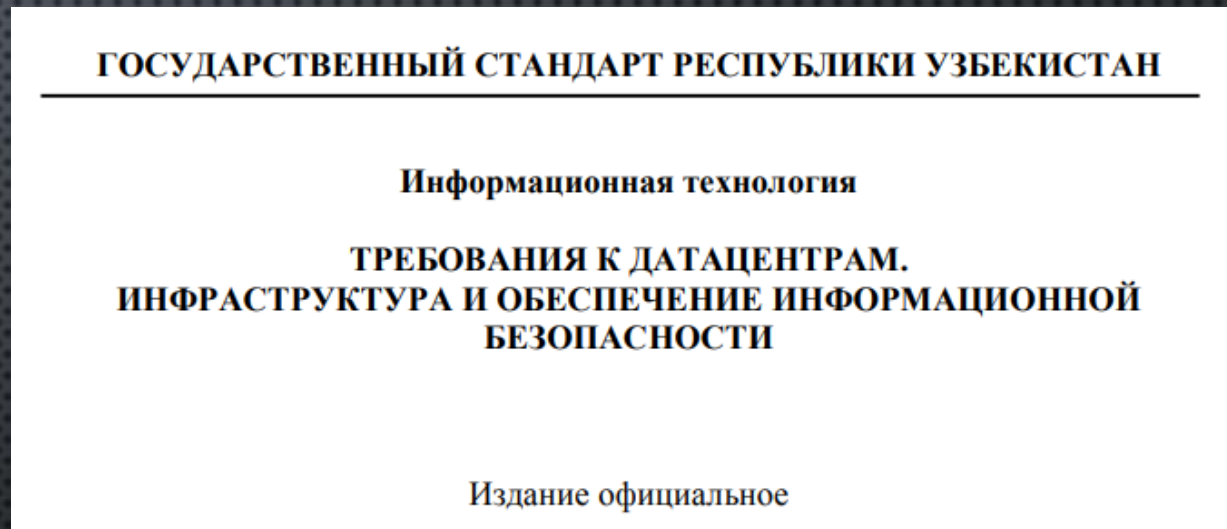 ГОСУДАРСТВЕННЫЙ СТАНДАРТ РЕСПУБЛИКИ УЗБЕКИСТАН
Информационная технология
ТРЕБОВАНИЯ К ДАТАЦЕНТРАМ.
ИНФРАСТРУКТУРА И ОБЕСПЕЧЕНИЕ ИНФОРМАЦИОННОЙ
БЕЗОПАСНОСТИ
Издание официальное